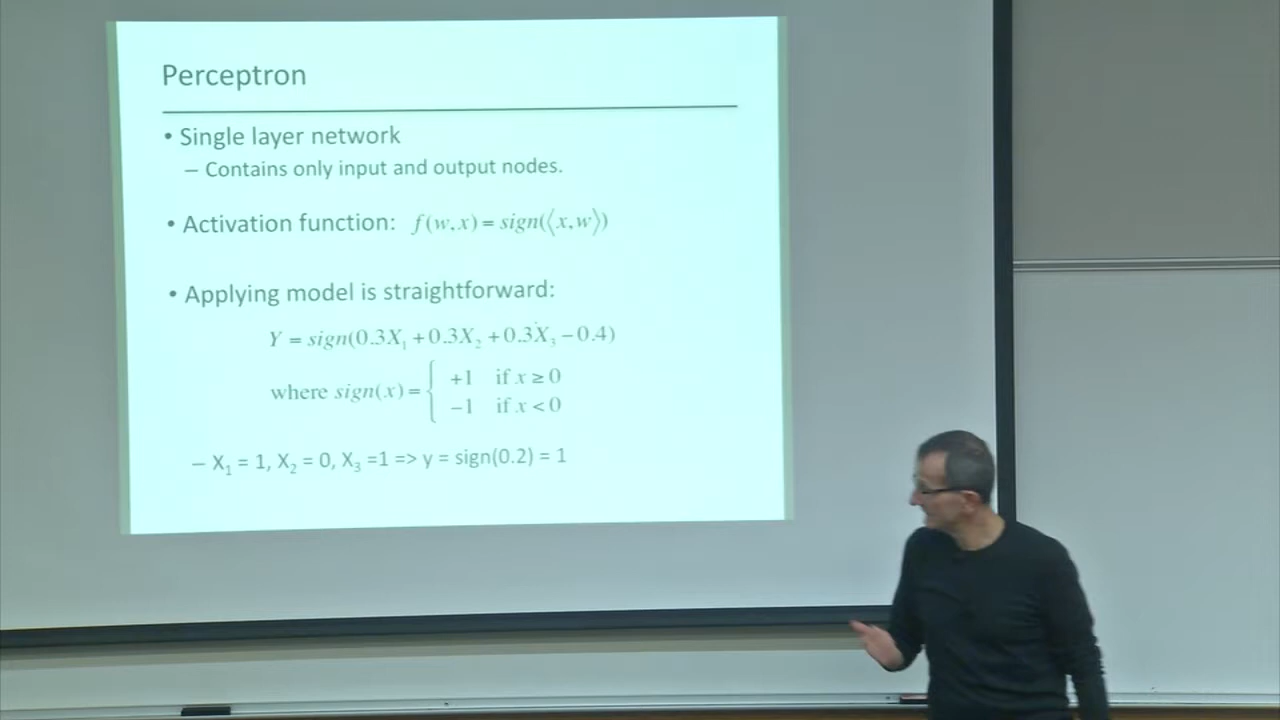 Perceptron
• Single layer network
– Contains only input and output nodes.
• Activation function: f(w,x) = sign(⟨x,w⟩)
• Applying model is straightforward:
Y = sign(0.3X₁ + 0.3X₂ + 0.3X₃ − 0.4)
where sign(x) = { +1 if x ≥ 0
−1 if x < 0
– X₁ = 1, X₂ = 0, X₃ =1 => y = sign(0.2) = 1